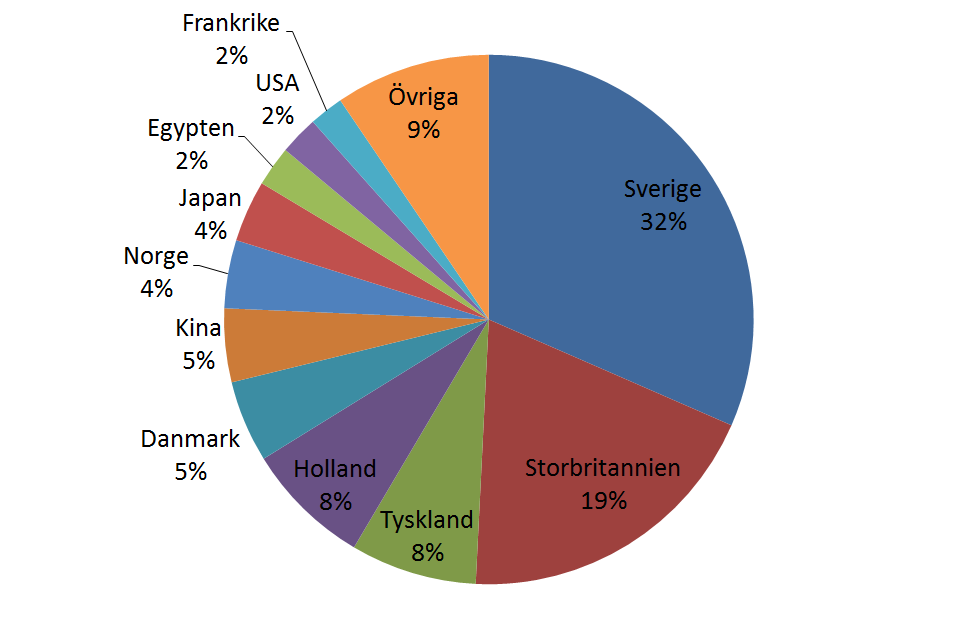 Frankrike
2%
USA
2%
Egypten
2%
Japan
4%
Norge
4%
Kina
5%
Danmark
5%
Holland
8%
Tyskland
8%
Storbritannien
19%
Sverige
32%
Övriga
9%